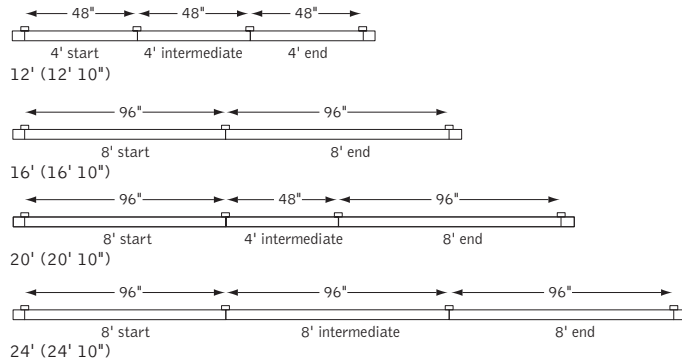 48" 48" 48"
4' start 4' intermediate 4' end
12' (12' 10")
96" 96"
8' start 8' end
16' (16' 10")
96" 48" 96"
8' start 4' intermediate 8' end
20' (20' 10")
96" 96" 96"
8' start 8' intermediate 8' end
24' (24' 10")